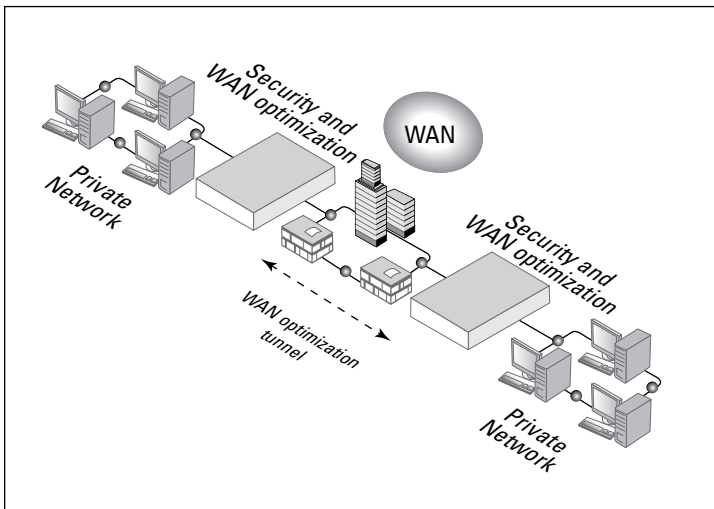 Security and
WAN optimization
WAN
Private
Network
Security and
WAN optimization
WAN optimization
tunnel
Private
Network